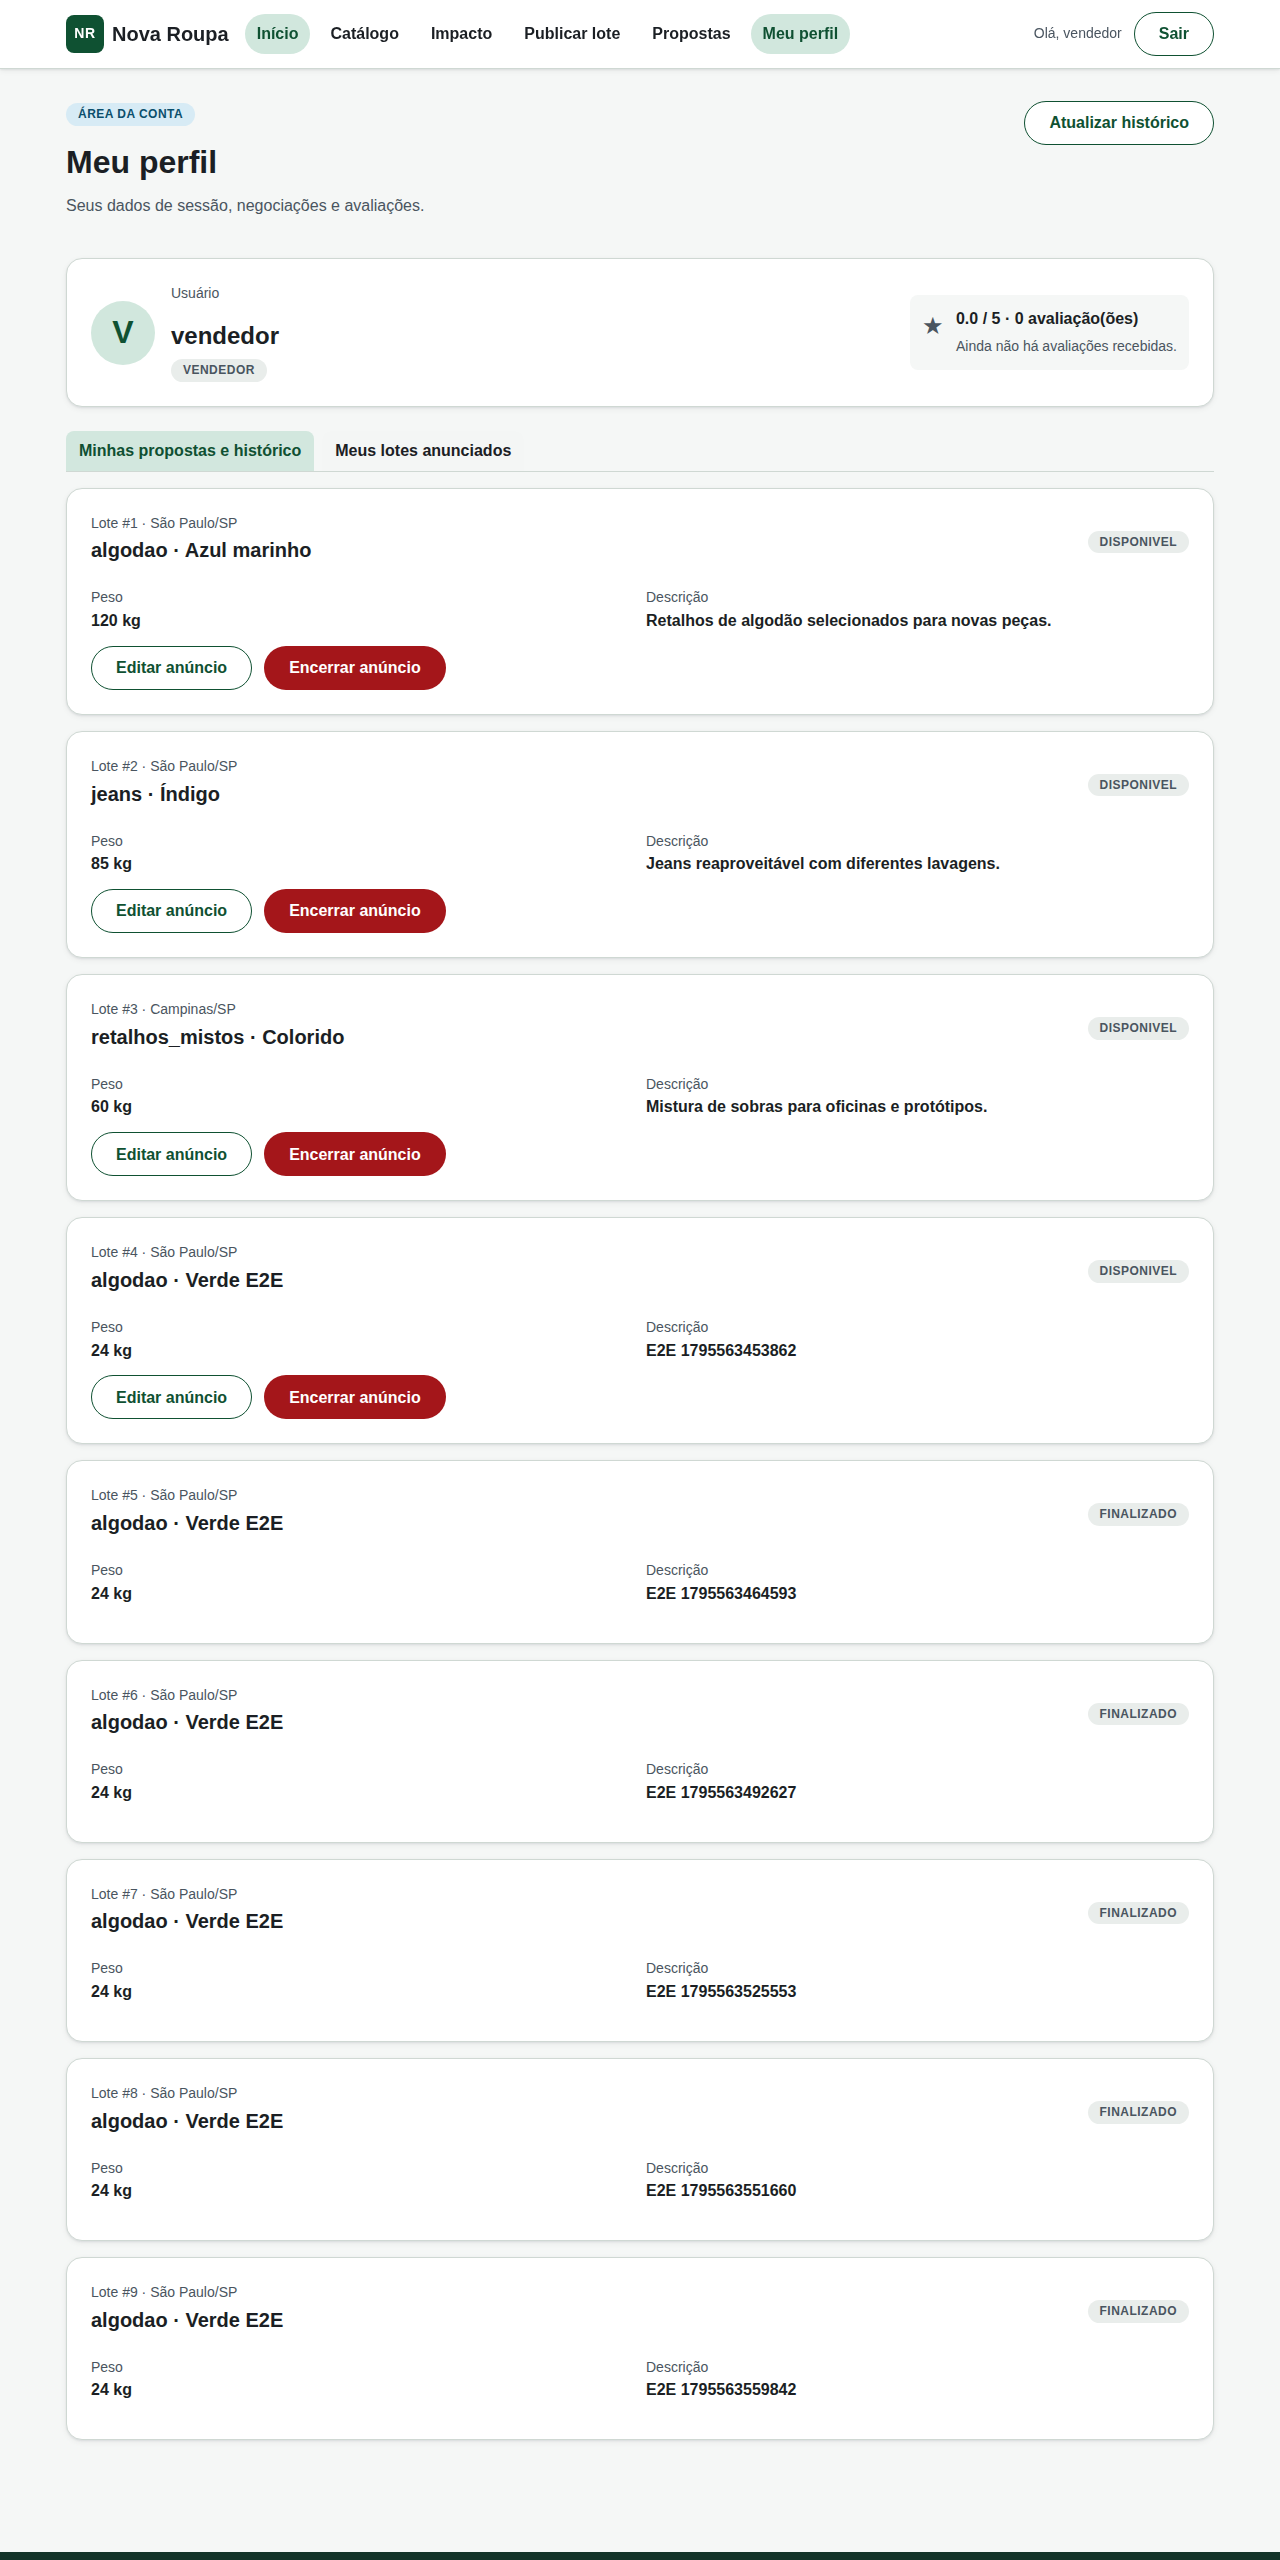 NR Nova Roupa Início Catálogo Impacto Publicar lote Propostas Meu perfil Olá, vendedor Sair
ÁREA DA CONTA
Atualizar histórico
Meu perfil
Seus dados de sessão, negociações e avaliações.
Usuário
V
vendedor
VENDEDOR
★ 0.0 / 5 · 0 avaliação(ões)
Ainda não há avaliações recebidas.
Minhas propostas e histórico Meus lotes anunciados
Lote #1 · São Paulo/SP
algodao · Azul marinho
DISPONIVEL
Peso Descrição
120 kg Retalhos de algodão selecionados para novas peças.
Editar anúncio Encerrar anúncio
Lote #2 · São Paulo/SP
jeans · Índigo
DISPONIVEL
Peso Descrição
85 kg Jeans reaproveitável com diferentes lavagens.
Editar anúncio Encerrar anúncio
Lote #3 · Campinas/SP
retalhos_mistos · Colorido
DISPONIVEL
Peso Descrição
60 kg Mistura de sobras para oficinas e protótipos.
Editar anúncio Encerrar anúncio
Lote #4 · São Paulo/SP
algodao · Verde E2E
DISPONIVEL
Peso Descrição
24 kg E2E 1795563453862
Editar anúncio Encerrar anúncio
Lote #5 · São Paulo/SP
algodao · Verde E2E
FINALIZADO
Peso Descrição
24 kg E2E 1795563464593
Lote #6 · São Paulo/SP
algodao · Verde E2E
FINALIZADO
Peso Descrição
24 kg E2E 1795563492627
Lote #7 · São Paulo/SP
algodao · Verde E2E
FINALIZADO
Peso Descrição
24 kg E2E 1795563525553
Lote #8 · São Paulo/SP
algodao · Verde E2E
FINALIZADO
Peso Descrição
24 kg E2E 1795563551660
Lote #9 · São Paulo/SP
algodao · Verde E2E
FINALIZADO
Peso Descrição
24 kg E2E 1795563559842